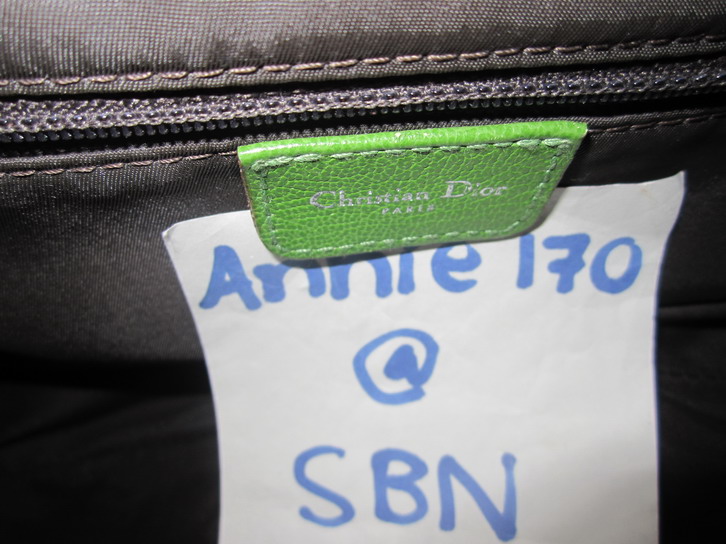 Christian Dior
PARIS
Annie 170
@
SBN